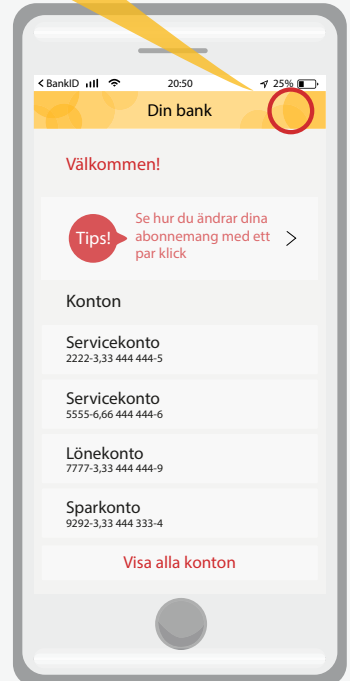 < BankID 20:50 25%
Din bank
Välkommen!
Tips!
Se hur du ändrar dina
abonnemang med ett
par klick
Konton
Servicekonto
2222-3,33 444 444-5
Servicekonto
5555-6,66 444 444-6
Lönekonto
7777-3,33 444 444-9
Sparkonto
9292-3,33 444 333-4
Visa alla konton